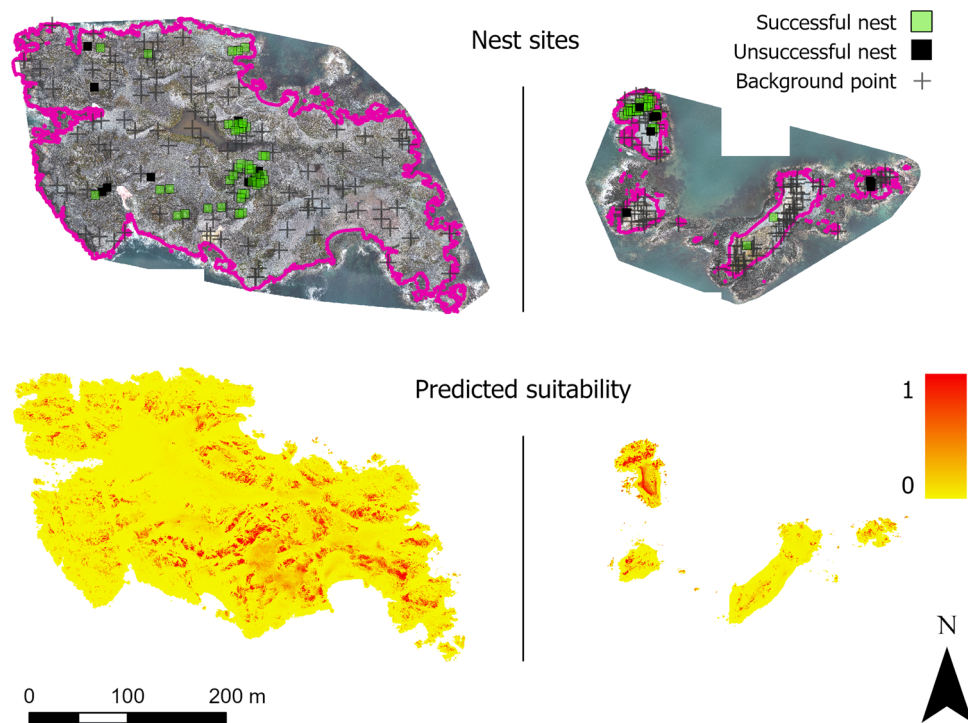 Nest sites
Successful nest
Unsuccessful nest
Background point
Predicted suitability
1
0
N
0 100 200 m